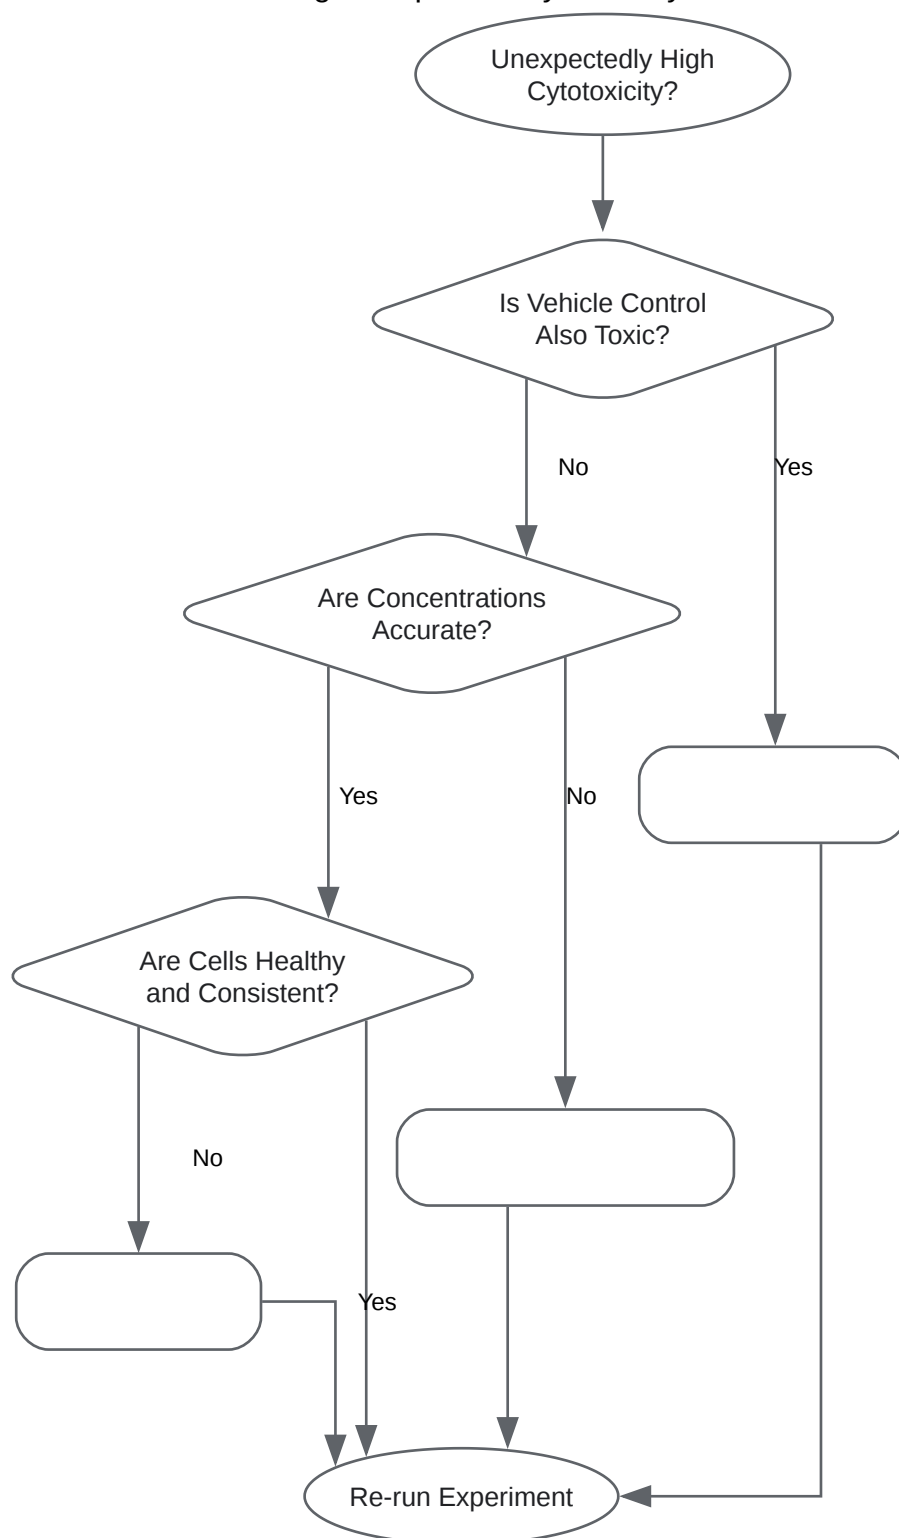 Unexpectedly High
Cytotoxicity?
Is Vehicle Control
Also Toxic?
No
Yes
Are Concentrations
Accurate?
Yes
No
Are Cells Healthy
and Consistent?
No
Yes
Re-run Experiment